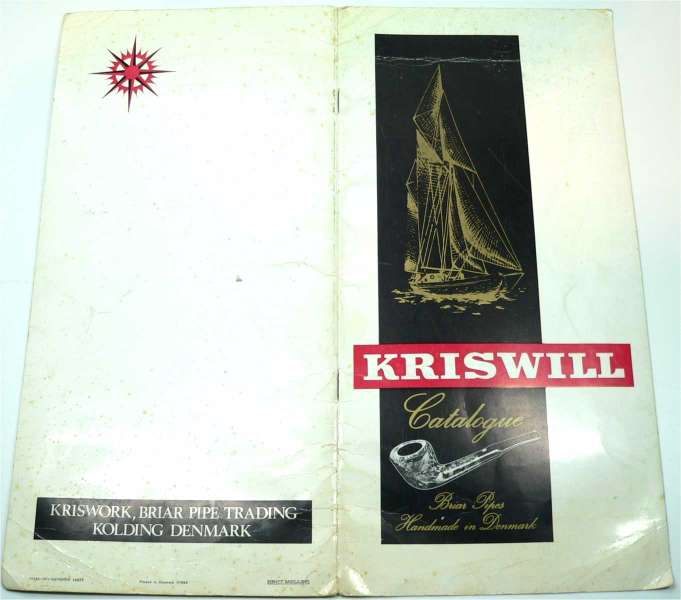 KRISWORK, BRIAR PIPE TRADING
KOLDING DENMARK
KRISWILL
Catalogue
Briar Pipes
Handmade in Denmark